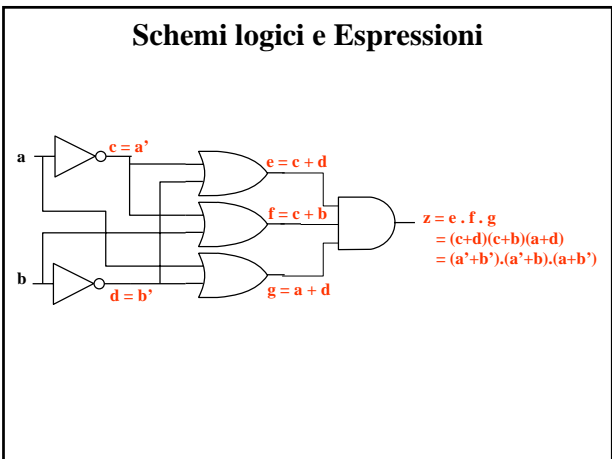 Schemi logici e Espressioni
a
c = a’
e = c + d
f = c + b
z = e . f . g
= (c+d)(c+b)(a+d)
= (a’+b’).(a’+b).(a+b’)
b
d = b’
g = a + d